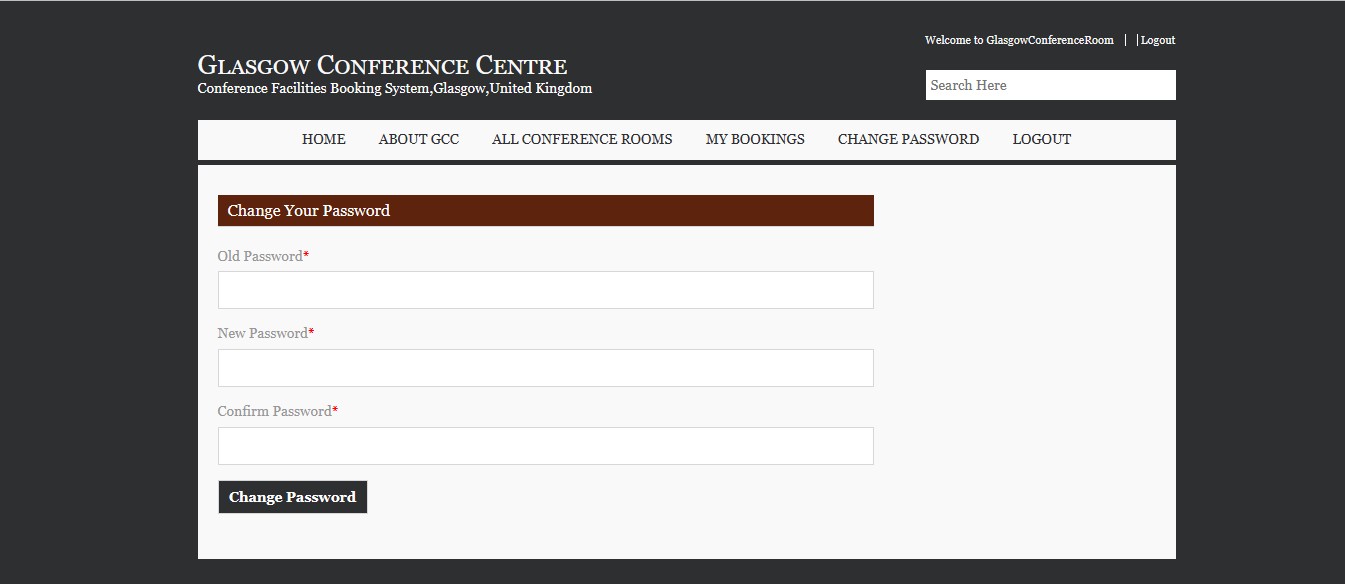 Welcome to GlasgowConferenceRoom | | Logout
GLASGOW CONFERENCE CENTRE
Conference Facilities Booking System,Glasgow,United Kingdom
Search Here
HOME ABOUT GCC ALL CONFERENCE ROOMS MY BOOKINGS CHANGE PASSWORD LOGOUT
Change Your Password
Old Password*
New Password*
Confirm Password*
Change Password